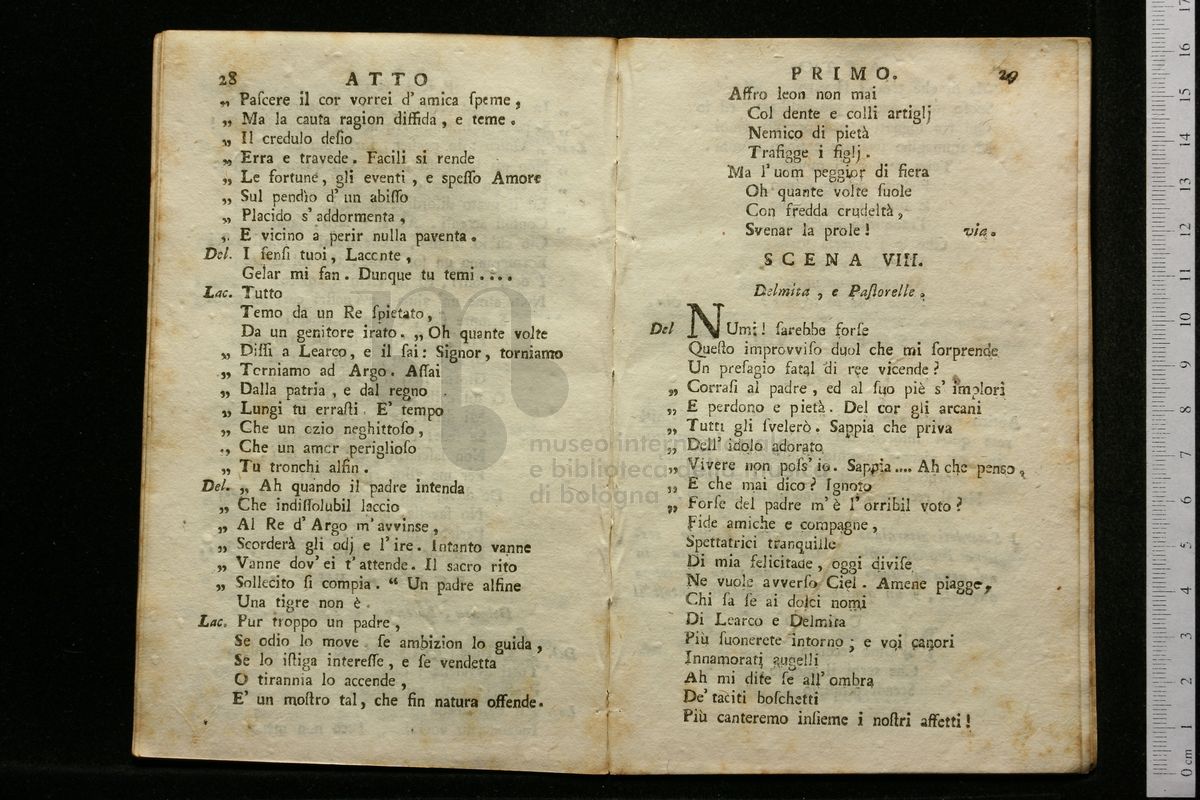 28 ATTO
„ Paſcere il cor vorrei d' amica ſpeme,
„ Ma la cauta ragion diffida, e teme.
„ Il credulo deſio
„ Erra e travede. Facili si rende
„ Le fortune, gli eventi, e ſpeſſo Amore
„ Sul pendìo d' un abiſſo
„ Placido s' addormenta,
„ E vicino a perir nulla paventa.
Del. I ſenſi tuoi, Lacente,
Gelar mi fan. Dunque tu temi....
Lac. Tutto
Temo da un Re ſpietato,
Da un genitore irato. „ Oh quante volte
„ Diſſi a Learco, e il ſai: Signor, torniamo
„ Torniamo ad Argo. Aſſai
„ Dalla patria, e dal regno
„ Lungi tu erraſti. E' tempo
„ Che un ozio neghittoſo,
„ Che un amor periglioſo
„ Tu tronchi alfin.
Del. „ Ah quando il padre intenda
„ Che indiſſolubil laccio
„ Al Re d' Argo m' avvinse,
„ Scorderà gli odj e l' ire. Intanto vanne
„ Vanne dov' ei t' attende. Il sacro rito
„ Sollecito ſi compia. “ Un padre alfine
Una tigre non è.
Lac. Pur troppo un padre,
Se odio lo move, ſe ambizion lo guida,
Se lo iſtiga intereſſe, e ſe vendetta
O tirannia lo accende,
E' un moſtro tal, che fin natura offende.
PRIMO. 29
Affro leon non mai
Col dente e colli artiglj
Nemico di pietà
Trafigge i figlj.
Ma l' uom peggior di fiera
Oh quante volte ſuole
Con fredda crudeltà,
Svenar la prole! via.
SCENA VIII.
Delmita, e Paſtorelle.
Del NUmi! ſarebbe forſe
Queſto improvviſo duol che mi ſorprende
Un preſagio fatal di ree vicende?
„ Corraſi al padre, ed al ſuo piè s' implori
„ E perdono e pietà. Del cor gli arcani
„ Tutti gli ſvelerò. Sappia che priva
„ Dell' idolo adorato
„ Vivere non poſs' io. Sappia.... Ah che penso,
„ E che mai dico? Ignoto
„ Forſe del padre m' è l' orribil voto?
Fide amiche e compagne,
Spettatrici tranquille
Di mia felicitade, oggi diviſe
Ne vuole avverſo Ciel. Amene piagge,
Chi ſa ſe ai dolci nomi
Di Learco e Delmita
Più ſuonerete intorno; e voi canori
Innamorati augelli
Ah mi dite ſe all' ombra
De' taciti boſchetti
Più canteremo inſieme i noſtri affetti!
museo internazionale
e biblioteca della musica
di bologna